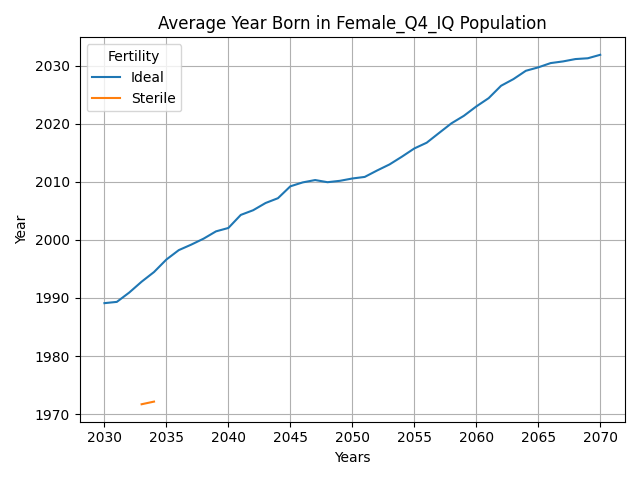 Average Year Born in Female_Q4_IQ Population
Fertility
Ideal
Sterile
Year
2030
2020
2010
2000
1990
1980
1970
2030 2035 2040 2045 2050 2055 2060 2065 2070
Years